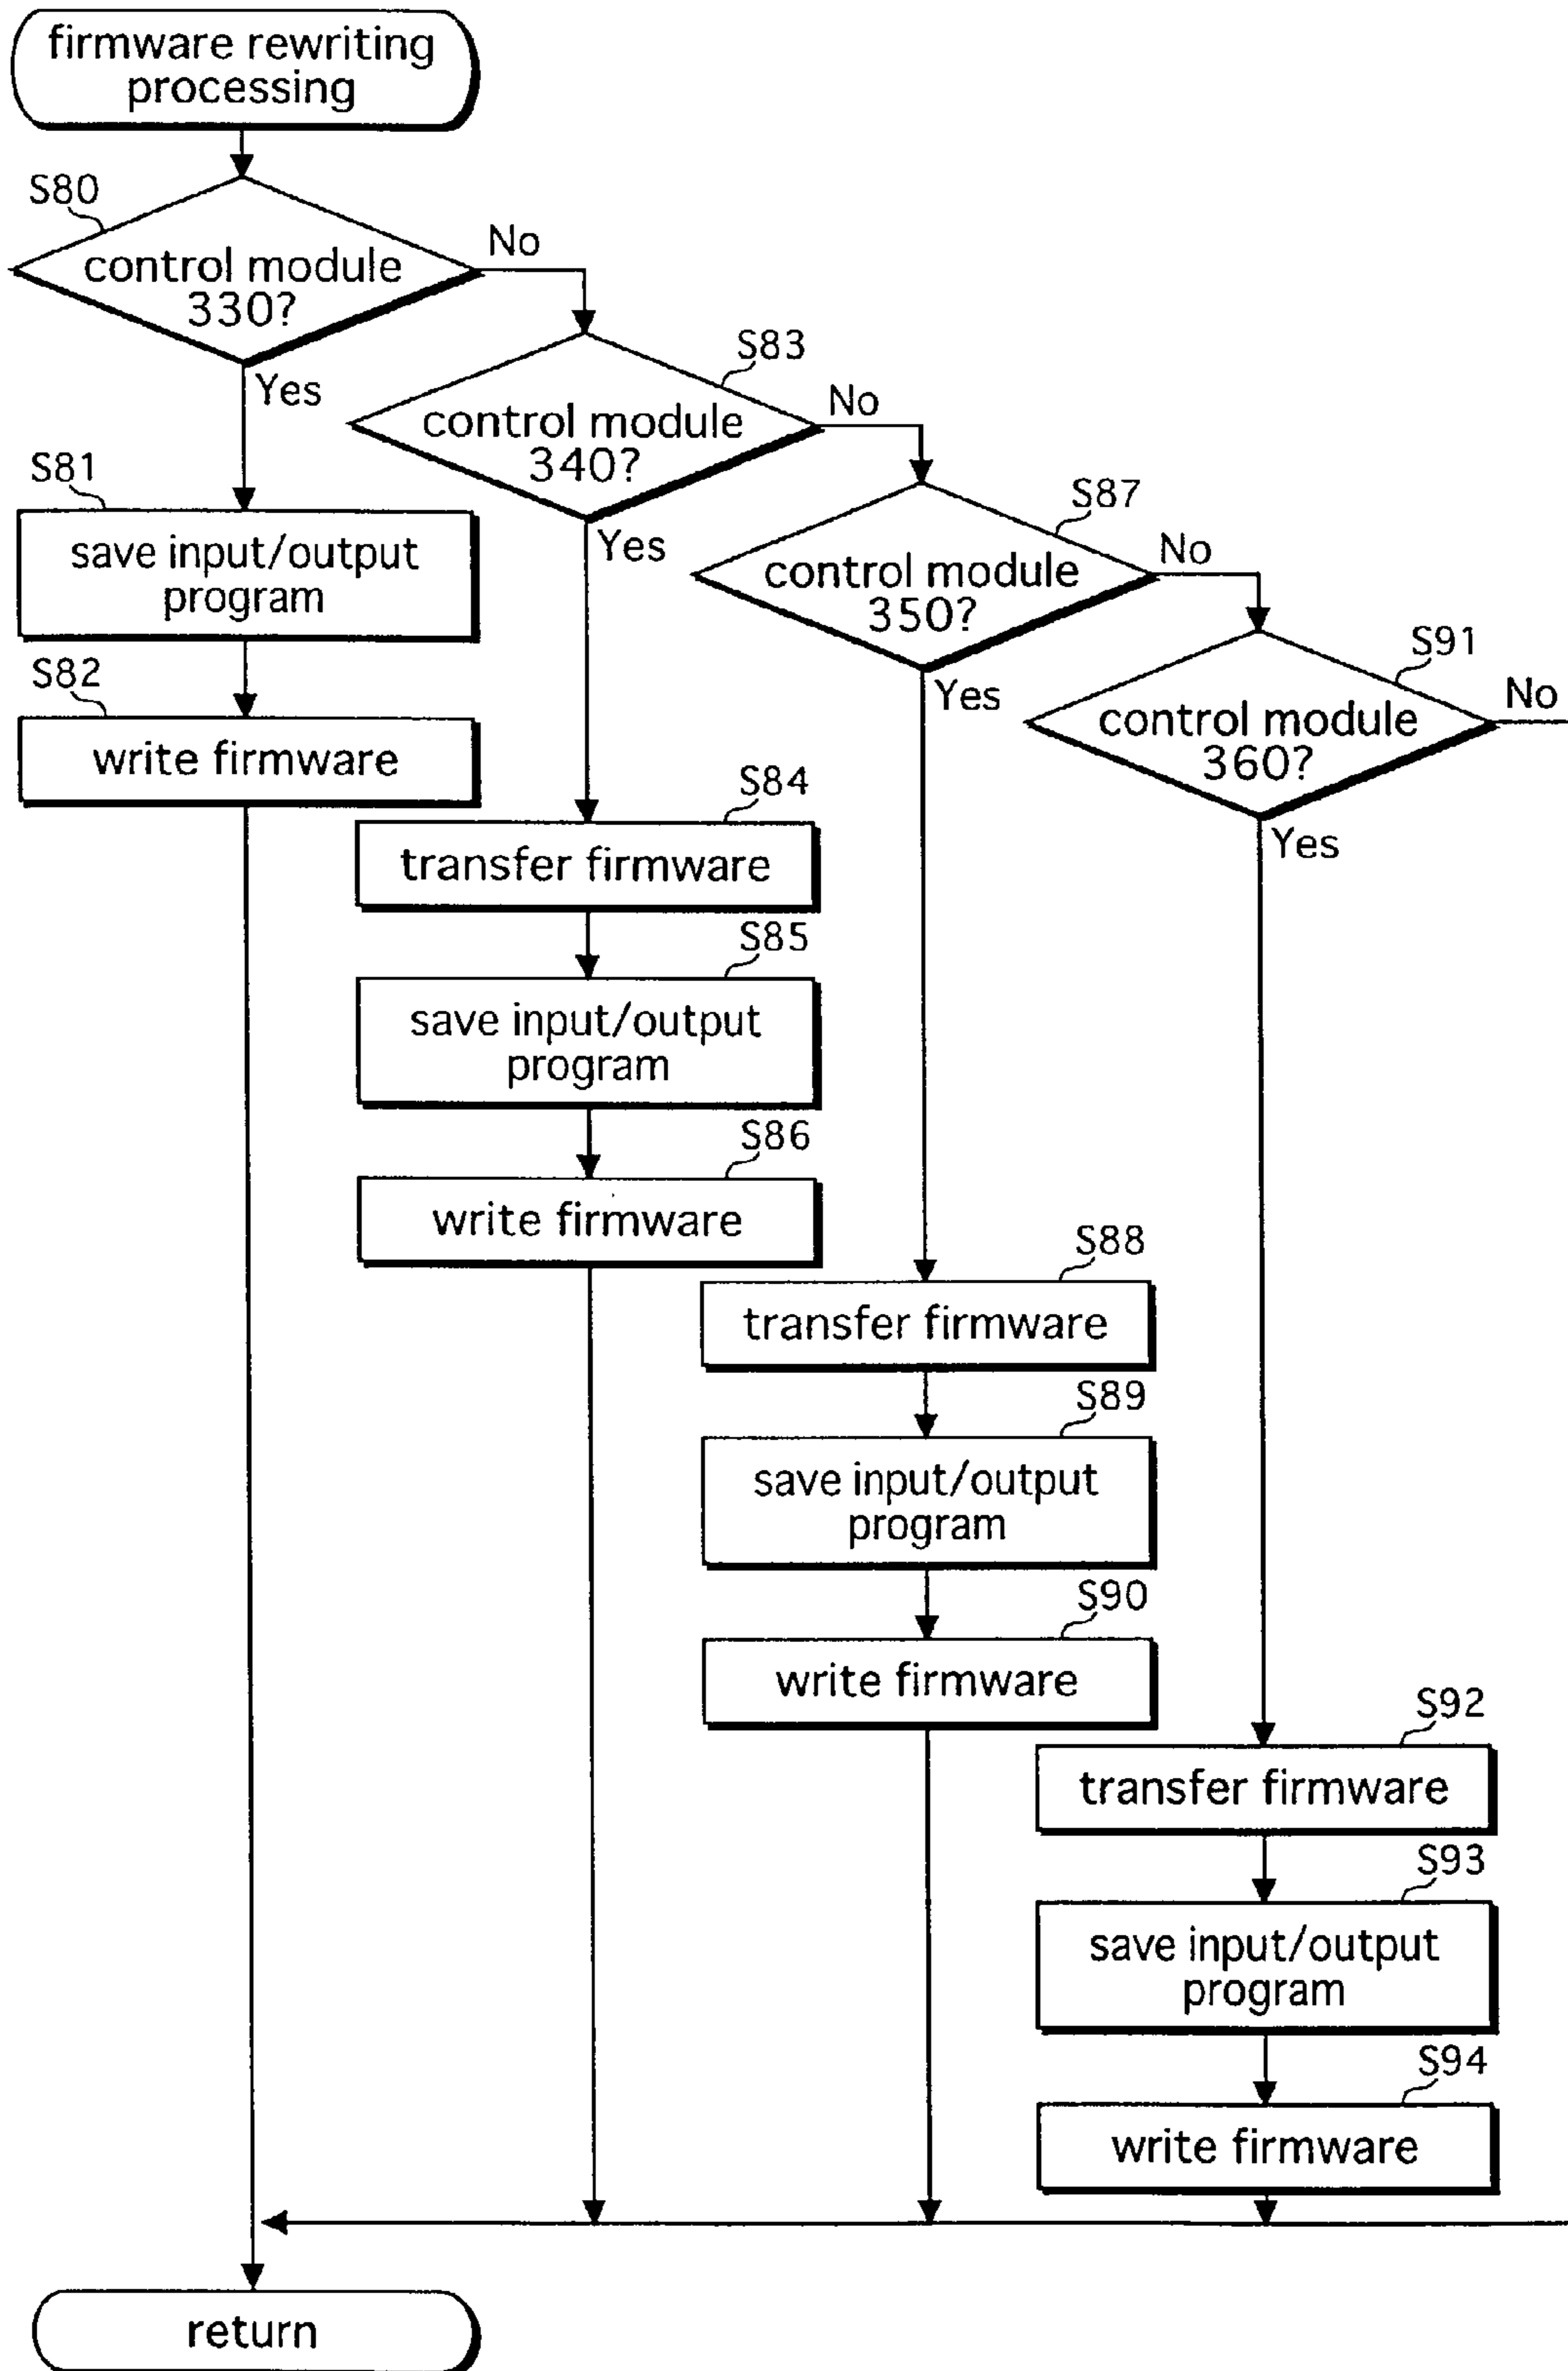 firmware rewriting
processing
S80
control module
330?
No
Yes
S81
save input/output
program
S82
write firmware
S83
control module
340?
No
Yes
S84
transfer firmware
S85
save input/output
program
S86
write firmware
S87
control module
350?
No
Yes
S88
transfer firmware
S89
save input/output
program
S90
write firmware
S91
control module
360?
No
Yes
S92
transfer firmware
S93
save input/output
program
S94
write firmware
return